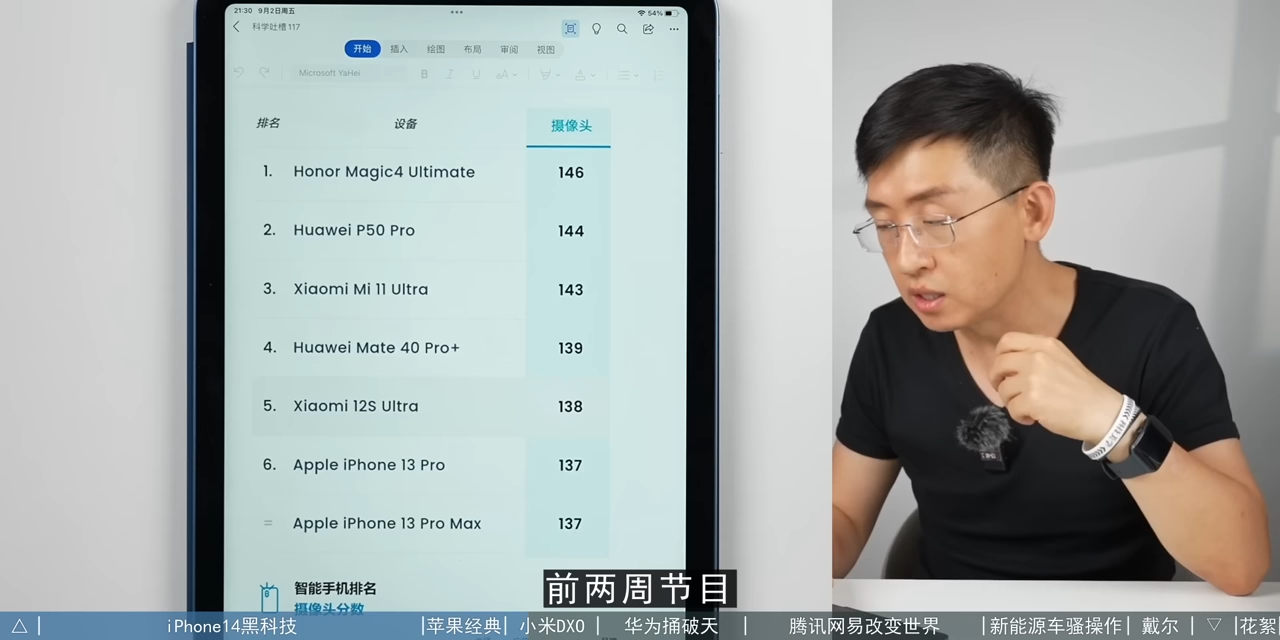 21:30 9月2日周五
54%
科学吐槽 117
开始 插入 绘图 布局 审阅 视图
Microsoft YaHei
B I U A
排名 设备 摄像头
1. Honor Magic4 Ultimate 146
2. Huawei P50 Pro 144
3. Xiaomi Mi 11 Ultra 143
4. Huawei Mate 40 Pro+ 139
5. Xiaomi 12S Ultra 138
6. Apple iPhone 13 Pro 137
= Apple iPhone 13 Pro Max 137
智能手机排名
摄像头分数
前两周节目
△ | iPhone14黑科技 |苹果经典| 小米DXO | 华为捅破天 | 腾讯网易改变世界 |新能源车骚操作| 戴尔 | ▽ |花絮